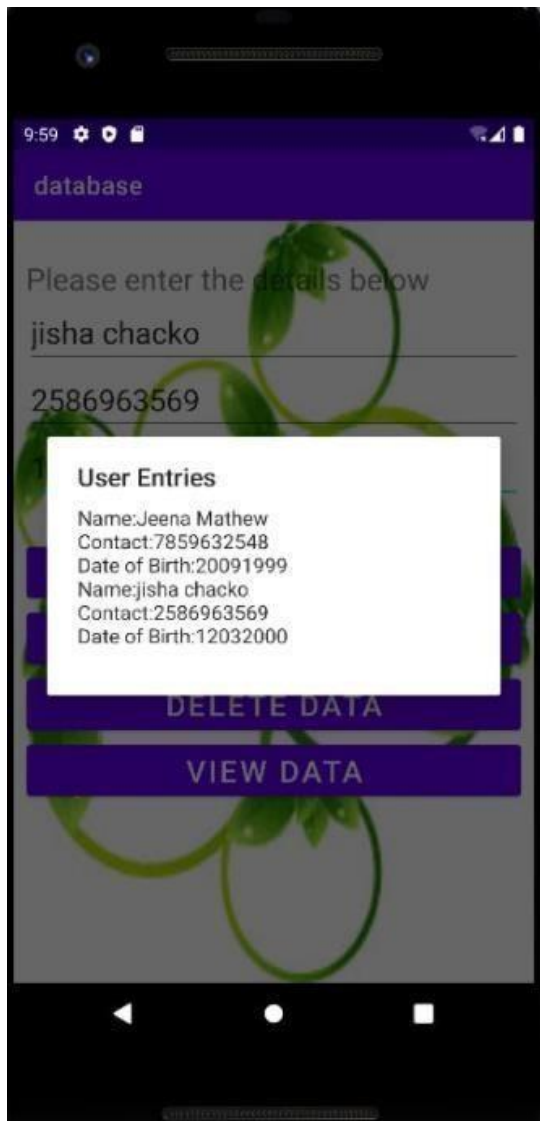 9:59
database
Please enter the details below
jisha chacko
2586963569
User Entries
Name:Jeena Mathew
Contact:7859632548
Date of Birth:20091999
Name:jisha chacko
Contact:2586963569
Date of Birth:12032000
DELETE DATA
VIEW DATA